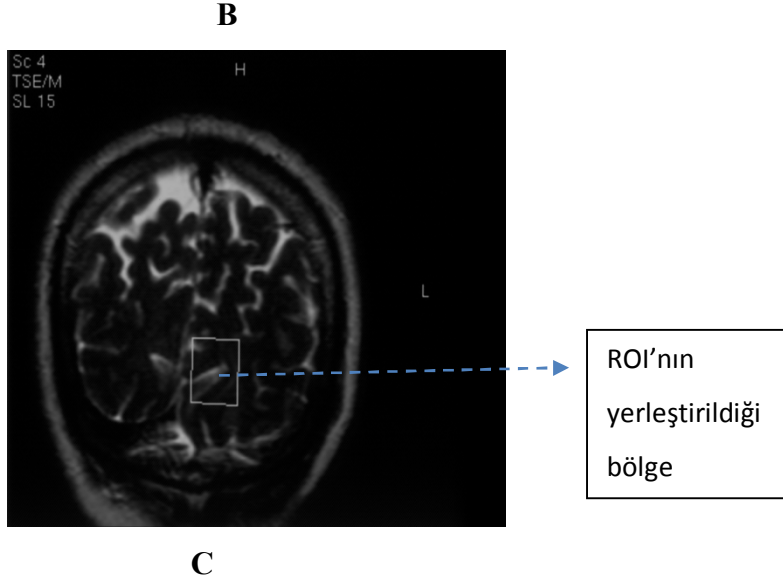 B
Sc 4
TSE/M
SL 15
H
L
ROI’nın
yerleştirildiği
bölge
C